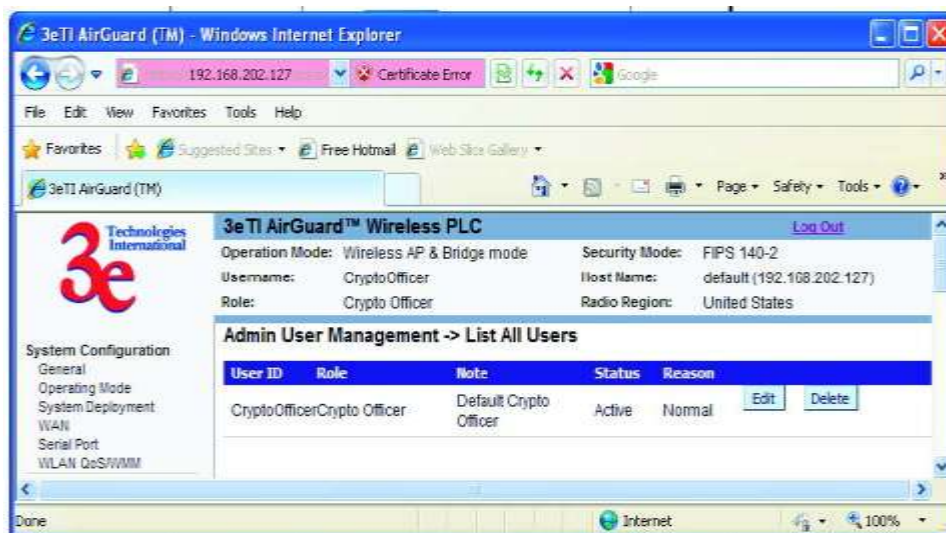 3eTI AirGuard (TM) - Windows Internet Explorer
192.168.202.127 Certificate Error Google
File Edit View Favorites Tools Help
Favorites Suggested Sites Free Hotmail Web Slice Gallery
3eTI AirGuard (TM) Page Safety Tools
3e Technologies International
3eTI AirGuard™ Wireless PLC Log Out
Operation Mode: Wireless AP & Bridge mode Security Mode: FIPS 140-2
Username: CryptoOfficer Host Name: default (192.168.202.127)
Role: Crypto Officer Radio Region: United States
Admin User Management -> List All Users
System Configuration
General
Operating Mode
System Deployment
WAN
Serial Port
WLAN QoS/WMM
User ID Role Note Status Reason
CryptoOfficerCrypto Officer Default Crypto Officer Active Normal Edit Delete
Done Internet 100%